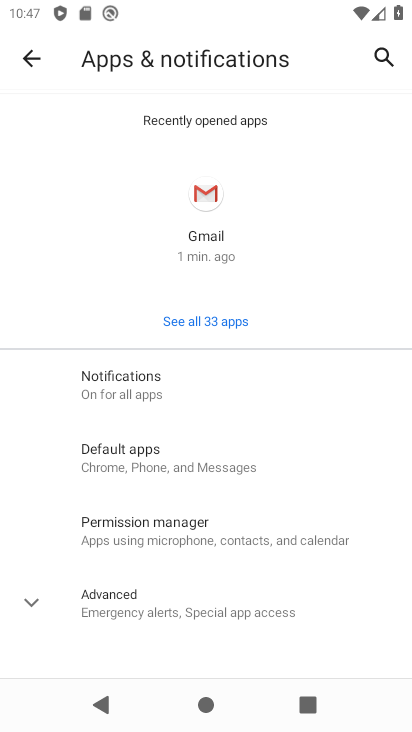 10:47
Apps & notifications
Recently opened apps
Gmail
1 min. ago
See all 33 apps
Notifications
On for all apps
Default apps
Chrome, Phone, and Messages
Permission manager
Apps using microphone, contacts, and calendar
Advanced
Emergency alerts, Special app access